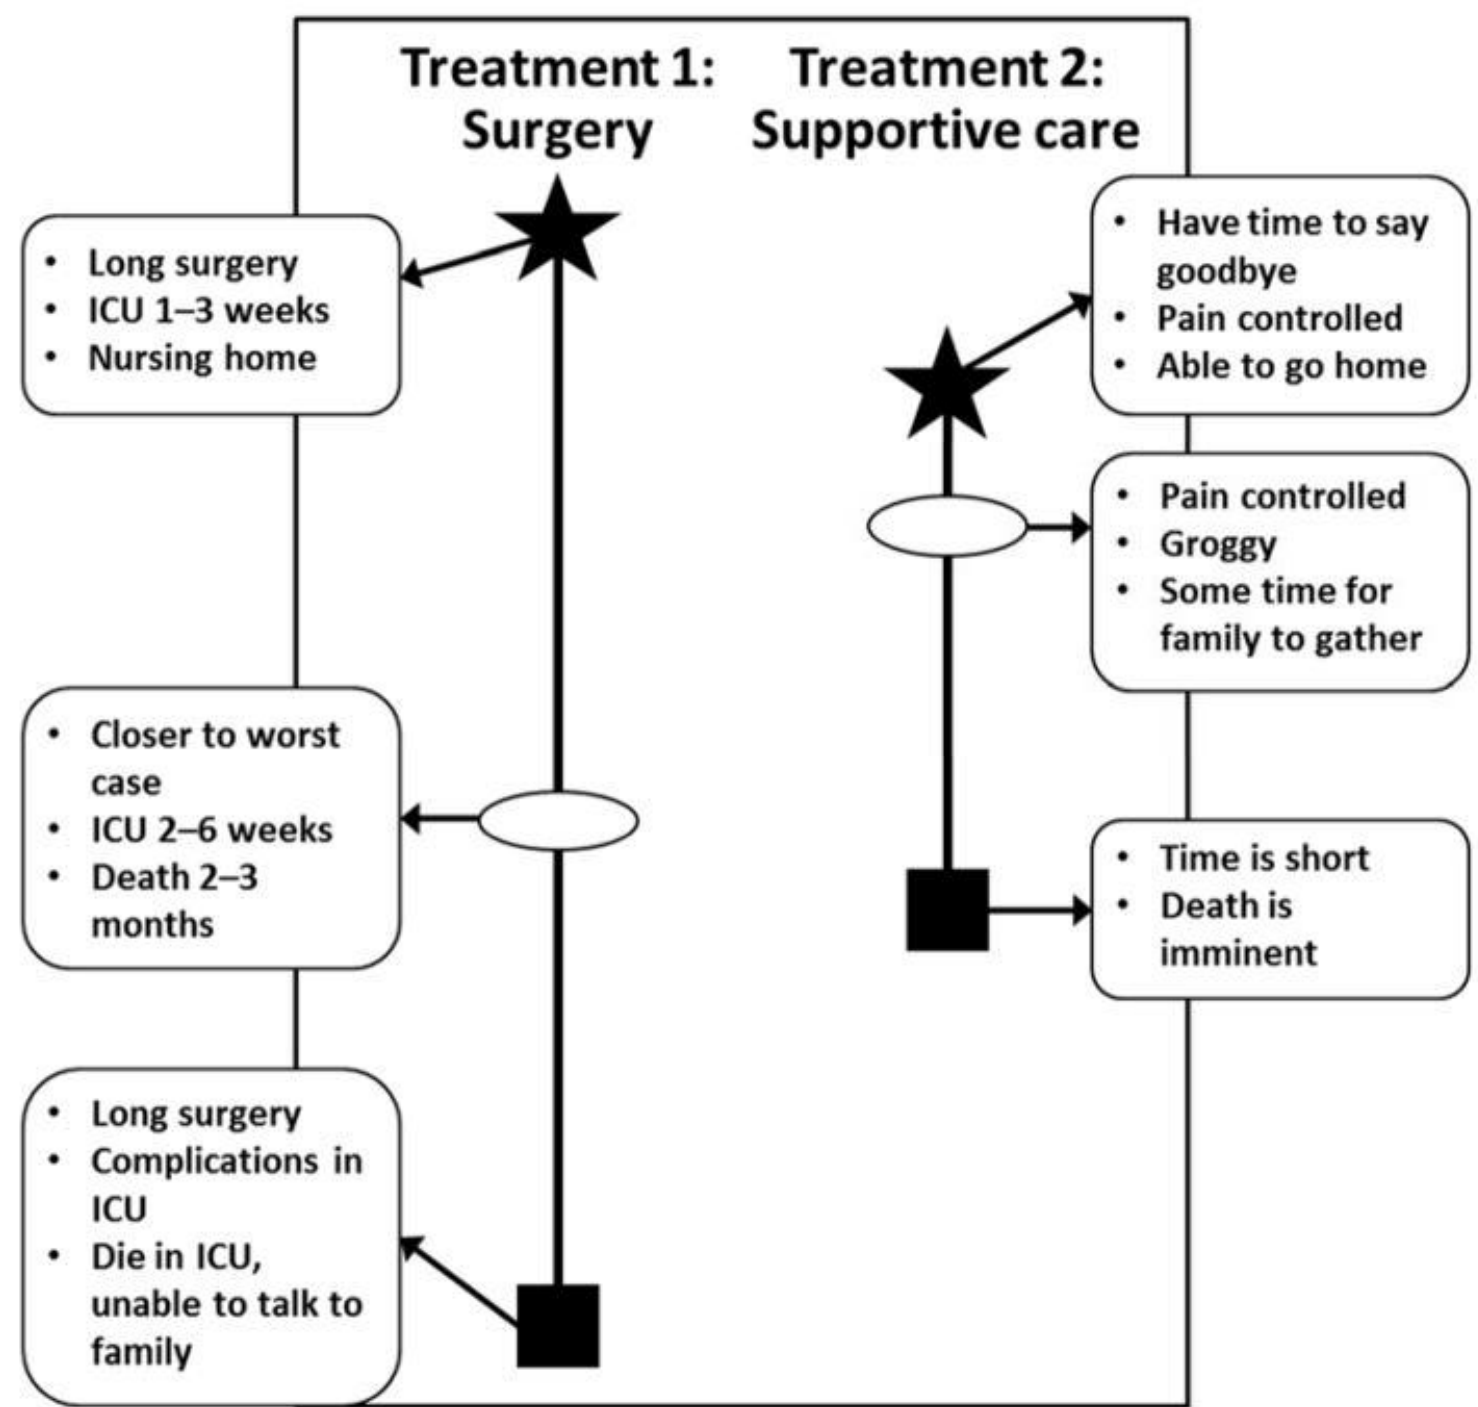 Treatment 1:
Surgery
Treatment 2:
Supportive care
• Long surgery
• ICU 1–3 weeks
• Nursing home
• Closer to worst
case
• ICU 2–6 weeks
• Death 2–3
months
• Long surgery
• Complications in
ICU
• Die in ICU,
unable to talk to
family
• Have time to say
goodbye
• Pain controlled
• Able to go home
• Pain controlled
• Groggy
• Some time for
family to gather
• Time is short
• Death is
imminent